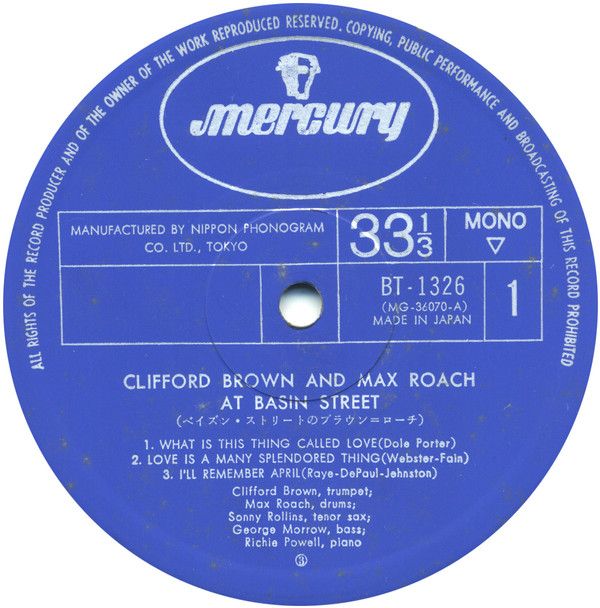 ALL RIGHTS OF THE RECORD PRODUCER AND OF THE OWNER OF THE WORK REPRODUCED RESERVED. COPYING, PUBLIC PERFORMANCE AND BROADCASTING OF THIS RECORD PROHIBITED
mercury
MANUFACTURED BY NIPPON PHONOGRAM
CO. LTD., TOKYO
33 1/3
MONO
▽
BT-1326
(MG-36070-A)
MADE IN JAPAN
1
CLIFFORD BROWN AND MAX ROACH
AT BASIN STREET
(ベイズン・ストリートのブラウン=ローチ)
1. WHAT IS THIS THING CALLED LOVE(Dole Porter)
2. LOVE IS A MANY SPLENDORED THING(Webster-Fain)
3. I'LL REMEMBER APRIL(Raye-DePaul-Johnston)
Clifford Brown, trumpet;
Max Roach, drums;
Sonny Rollins, tenor sax;
George Morrow, bass;
Richie Powell, piano